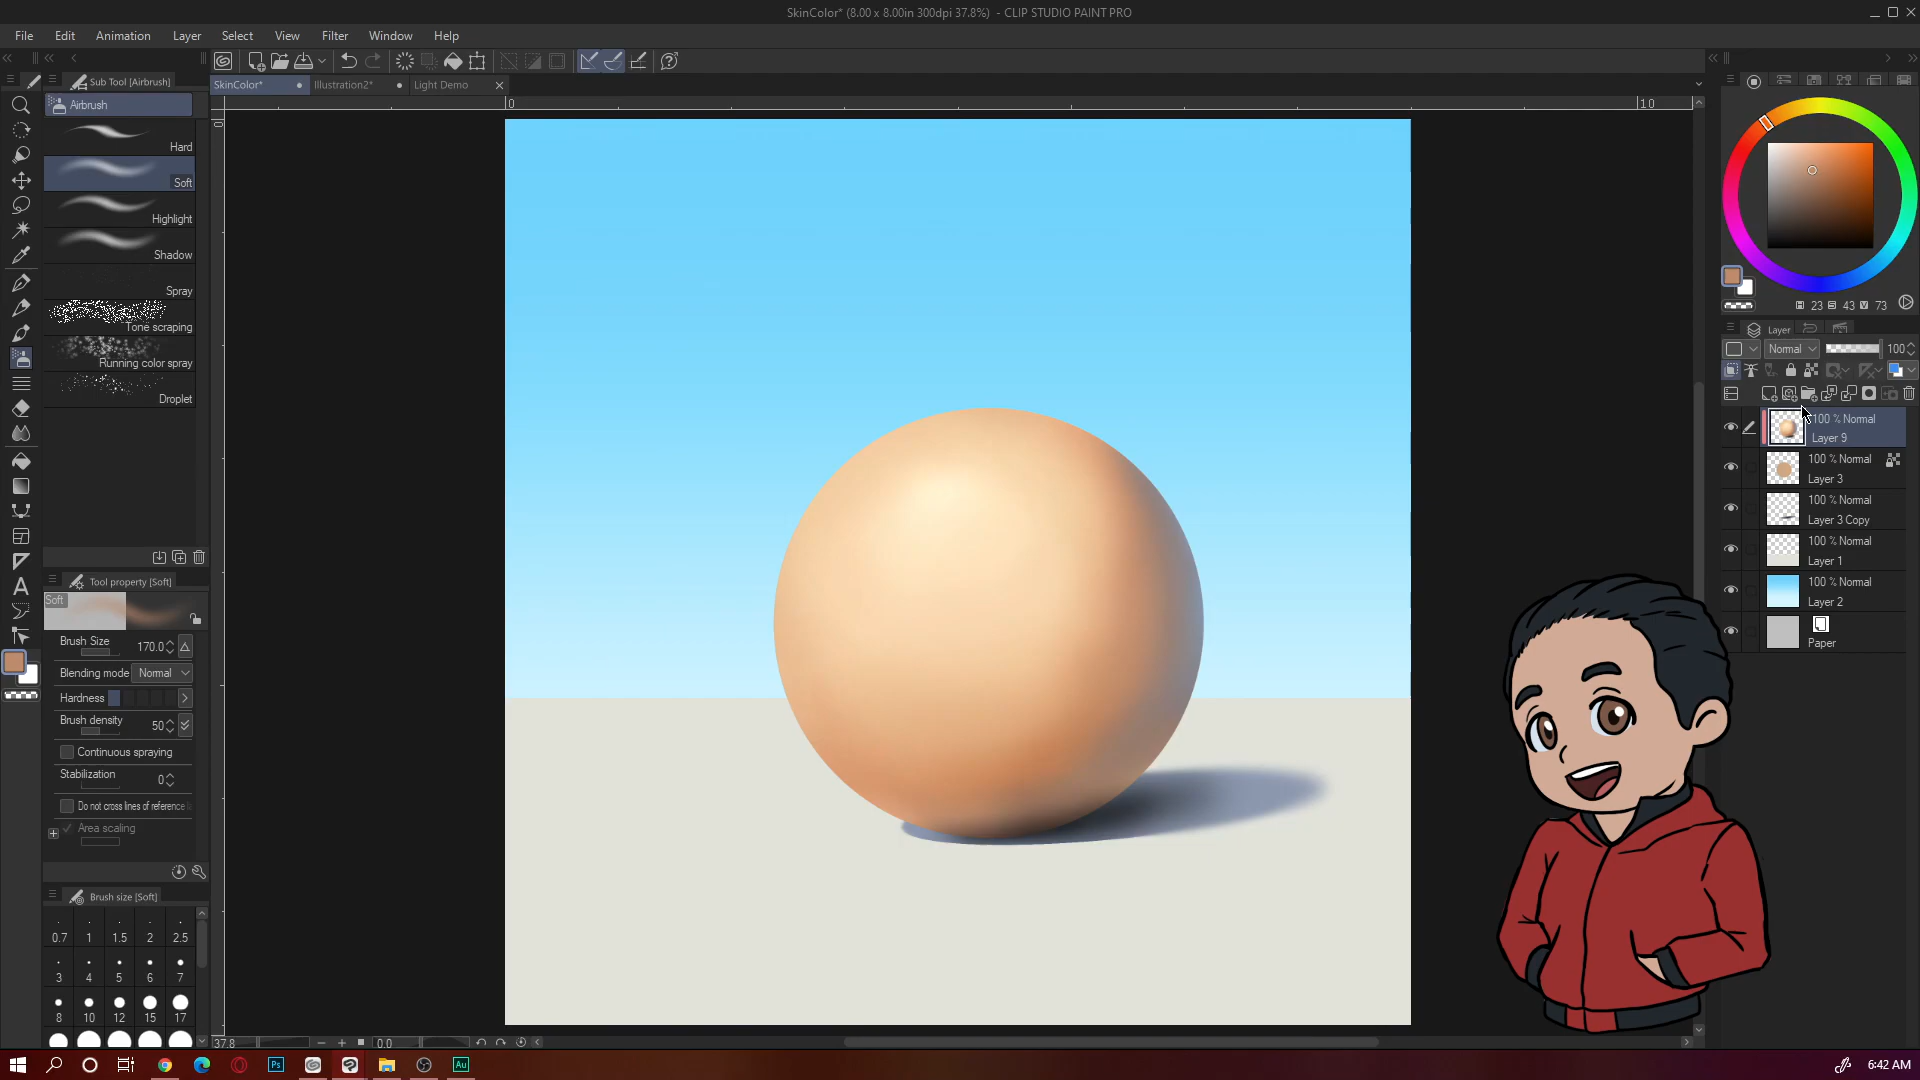 SkinColor* (8.00 x 8.00in 300dpi 37.8%)  - CLIP STUDIO PAINT PRO
File Edit Animation Layer Select View Filter Window Help
Sub Tool [Airbrush]
SkinColor* Illustration2* Light Demo
Airbrush
0 10
0
Hard
Soft
Highlight
Shadow
Spray
Tone scraping
Running color spray
Droplet
H 23 S 43 V 73
Layer
Normal 100
100 % Normal
Layer 9
100 % Normal
Layer 3
100 % Normal
Layer 3 Copy
100 % Normal
Layer 1
100 % Normal
Layer 2
Paper
Tool property [Soft]
Soft
Brush Size 170.0
Blending mode Normal
Hardness
Brush density 50
Continuous spraying
Stabilization 0
Do not cross lines of reference
Area scaling
Brush size [Soft]
0.7 1 1.5 2 2.5
3 4 5 6 7
8 10 12 15 17
37.8 0.0
Ps Au
6:42 AM